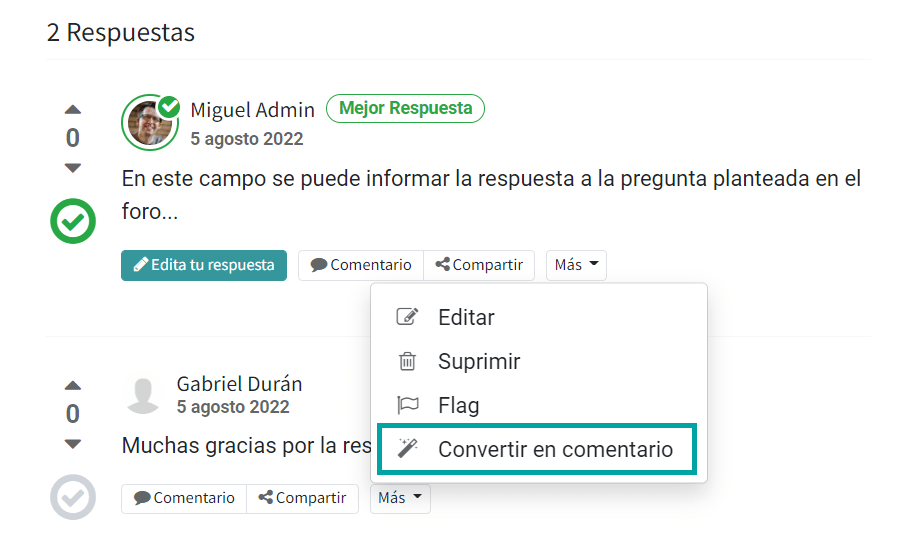 2 Respuestas
0
Miguel Admin Mejor Respuesta
5 agosto 2022
En este campo se puede informar la respuesta a la pregunta planteada en el
foro...
Edita tu respuesta Comentario Compartir Más
Editar
Suprimir
Flag
Convertir en comentario
0
Gabriel Durán
5 agosto 2022
Muchas gracias por la res
Comentario Compartir Más